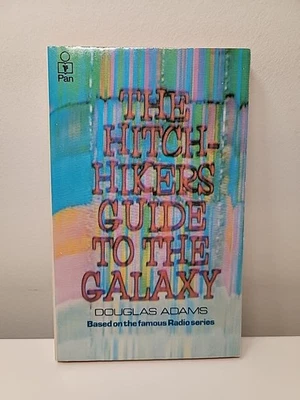 Pan
THE
HITCH-
HIKERS
GUIDE
TO THE
GALAXY
DOUGLAS ADAMS
Based on the famous Radio series